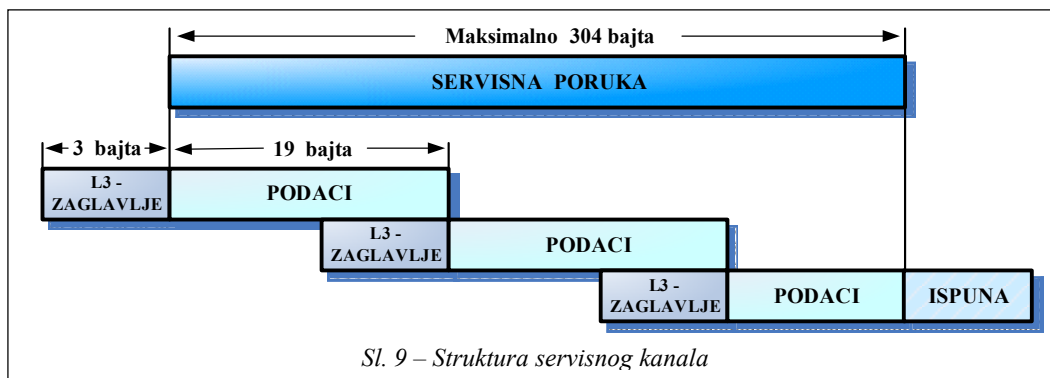 Maksimalno 304 bajta
SERVISNA PORUKA
3 bajta
19 bajta
L3 -
ZAGLAVLJE
PODACI
L3 -
ZAGLAVLJE
PODACI
L3 -
ZAGLAVLJE
PODACI
ISPUNA
Sl. 9 – Struktura servisnog kanala